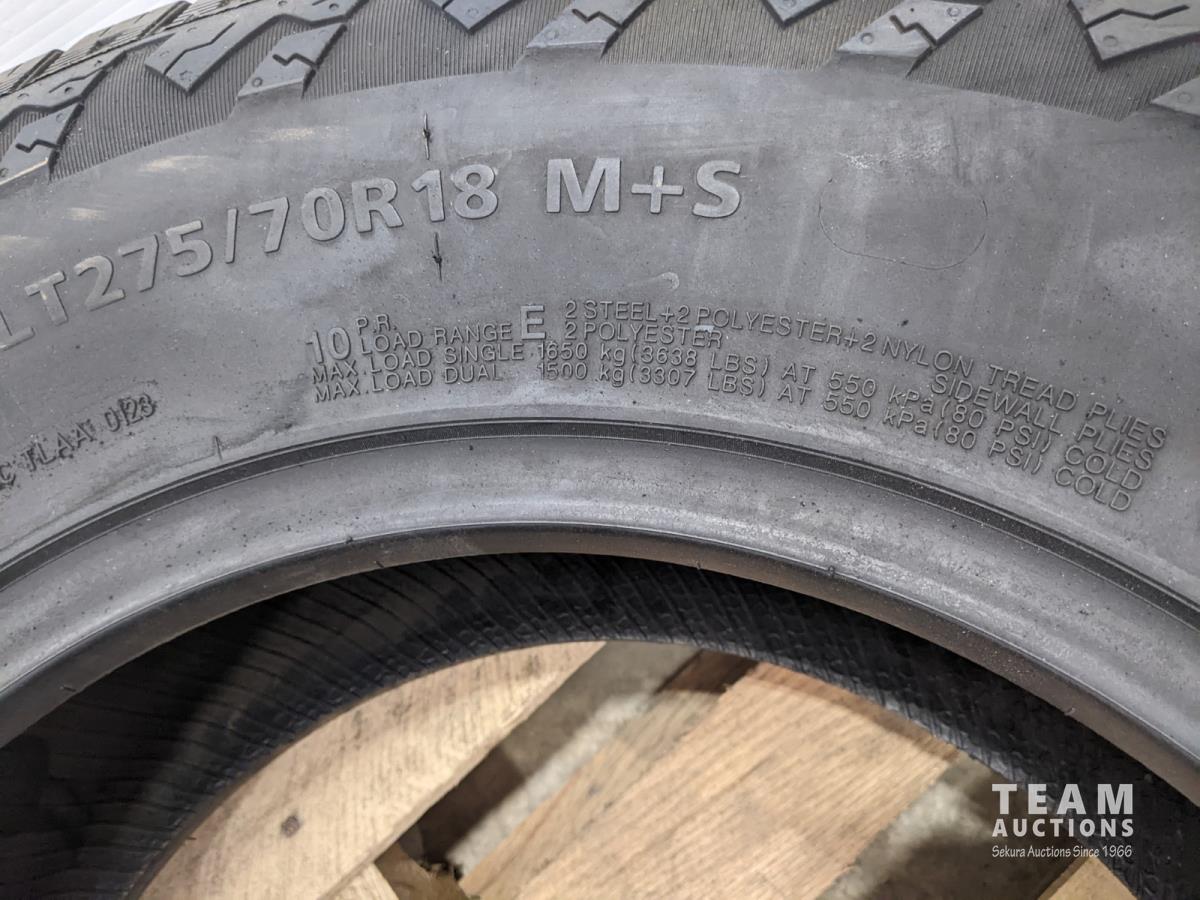 LT275/70R18 M+S
10 P.R.
LOAD RANGE E
MAX. LOAD SINGLE 1650 kg(3638 LBS) AT 550 kPa(80 PSI) COLD
MAX. LOAD DUAL 1500 kg(3307 LBS) AT 550 kPa(80 PSI) COLD
2 STEEL+2 POLYESTER+2 NYLON TREAD PLIES
2 POLYESTER SIDEWALL PLIES
TLAA 0123
TEAM
AUCTIONS
Sekura Auctions Since 1966